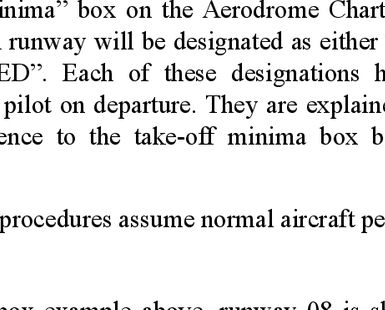 inima” box on the Aerodrome Chart
runway will be designated as either
ED”. Each of these designations h
pilot on departure. They are explaine
ence to the take-off minima box b
procedures assume normal aircraft pe
box example above, runway 08 is sh